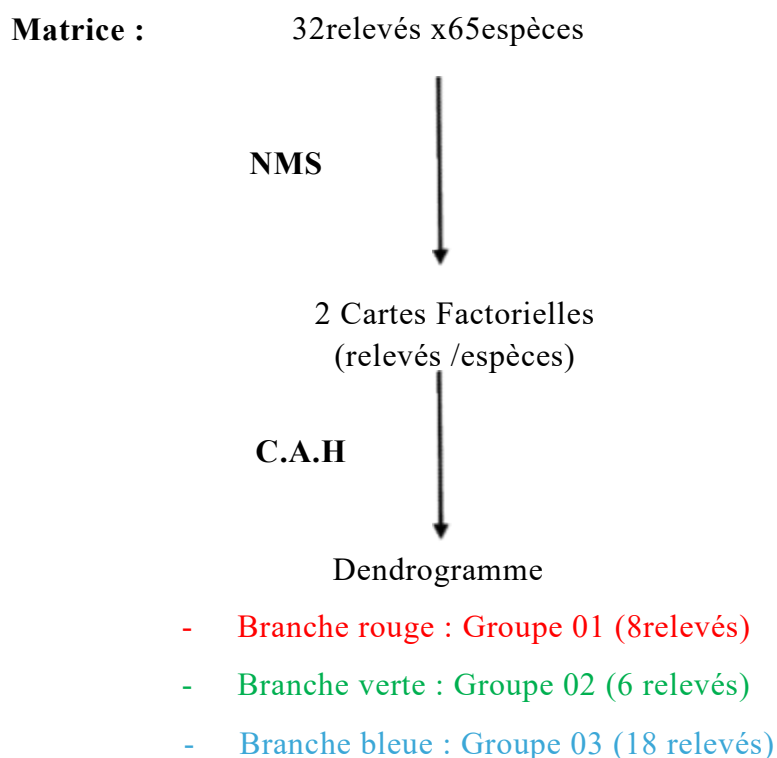 Matrice : 32relevés x65espèces
NMS
2 Cartes Factorielles
(relevés /espèces)
C.A.H
Dendrogramme
- Branche rouge : Groupe 01 (8relevés)
- Branche verte : Groupe 02 (6 relevés)
- Branche bleue : Groupe 03 (18 relevés)